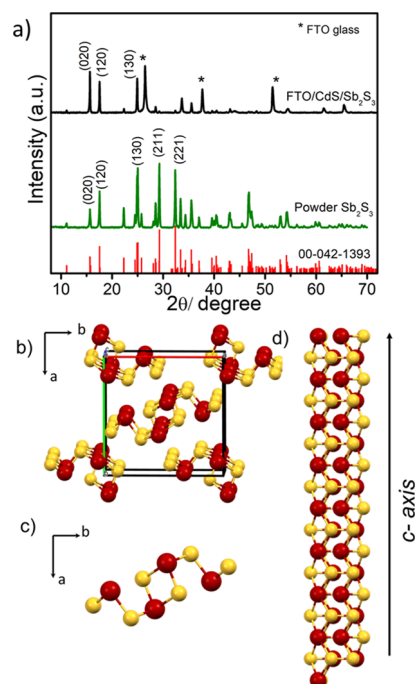 a)
* FTO glass
(020)
(120)
(130)
*
*
*
FTO/CdS/Sb₂S₃
Intensity (a.u.)
(020)
(120)
(130)
(211)
(221)
Powder Sb₂S₃
00-042-1393
10 20 30 40 50 60 70
2θ/ degree
b)
b
a
c)
b
a
d)
c- axis